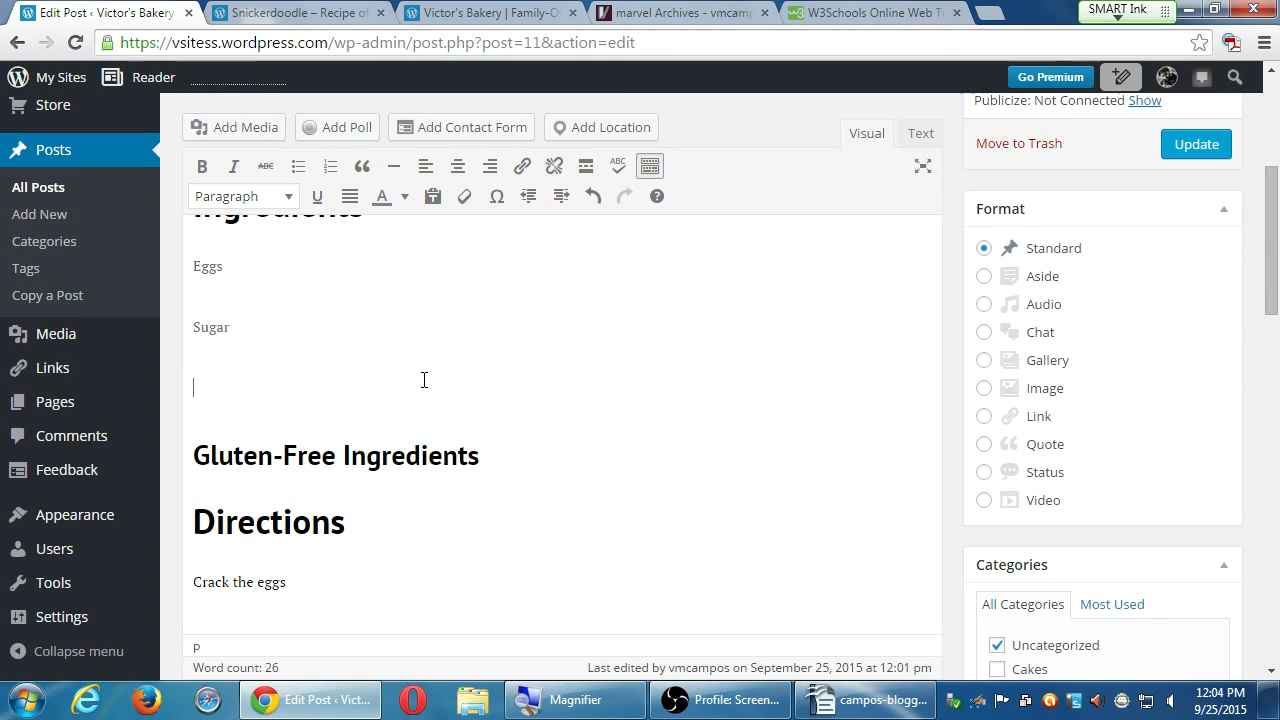 Edit Post ‹ Victor's Bakery
Snickerdoodle – Recipe of
Victor's Bakery | Family-O
marvel Archives - vmcamp
W3Schools Online Web Tu
SMART Ink
https://vsitess.wordpress.com/wp-admin/post.php?post=11&action=edit
My Sites
Reader
Go Premium
Store
Posts
All Posts
Add New
Categories
Tags
Copy a Post
Media
Links
Pages
Comments
Feedback
Appearance
Users
Tools
Settings
Collapse menu
Add Media
Add Poll
Add Contact Form
Add Location
Visual
Text
B I ABC ABC
Paragraph
U A Ω
Ingredients
Eggs
Sugar
Gluten-Free Ingredients
Directions
Crack the eggs
p
Word count: 26
Last edited by vmcampos on September 25, 2015 at 12:01 pm
Publicize: Not Connected Show
Move to Trash
Update
Format
Standard
Aside
Audio
Chat
Gallery
Image
Link
Quote
Status
Video
Categories
All Categories
Most Used
Uncategorized
Cakes
Edit Post ‹ Vict...
Magnifier
Profile: Screen...
campos-blogg...
12:04 PM
9/25/2015